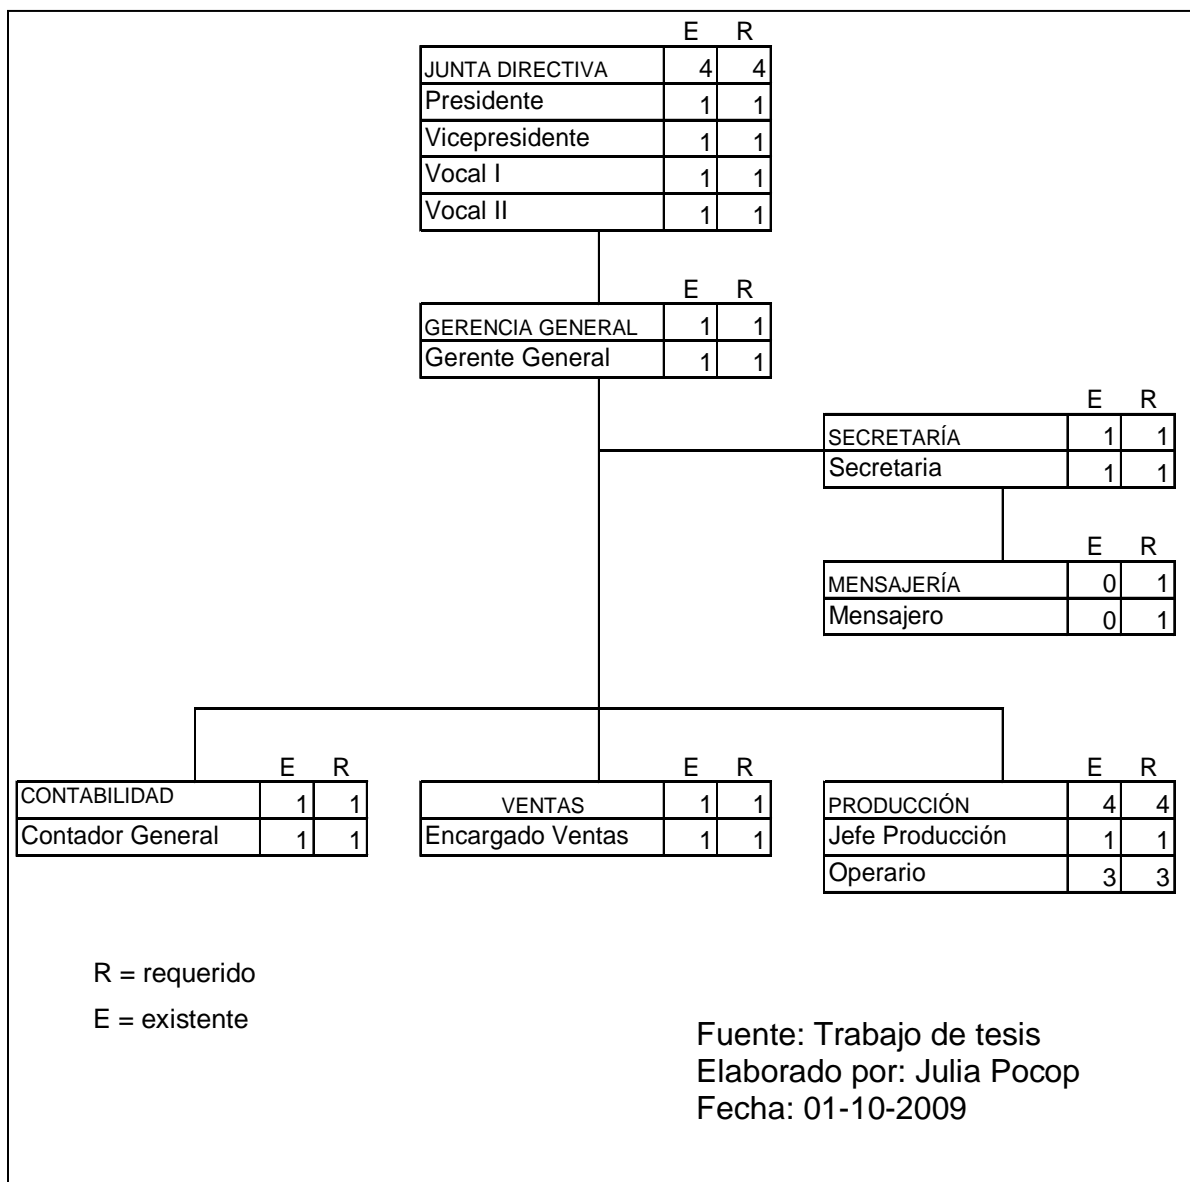 E R
JUNTA DIRECTIVA 4 4
Presidente 1 1
Vicepresidente 1 1
Vocal I 1 1
Vocal II 1 1
E R
GERENCIA GENERAL 1 1
Gerente General 1 1
E R
SECRETARÍA 1 1
Secretaria 1 1
E R
MENSAJERÍA 0 1
Mensajero 0 1
E R
CONTABILIDAD 1 1
Contador General 1 1
E R
VENTAS 1 1
Encargado Ventas 1 1
E R
PRODUCCIÓN 4 4
Jefe Producción 1 1
Operario 3 3
R = requerido
E = existente
Fuente: Trabajo de tesis
Elaborado por: Julia Pocop
Fecha: 01-10-2009